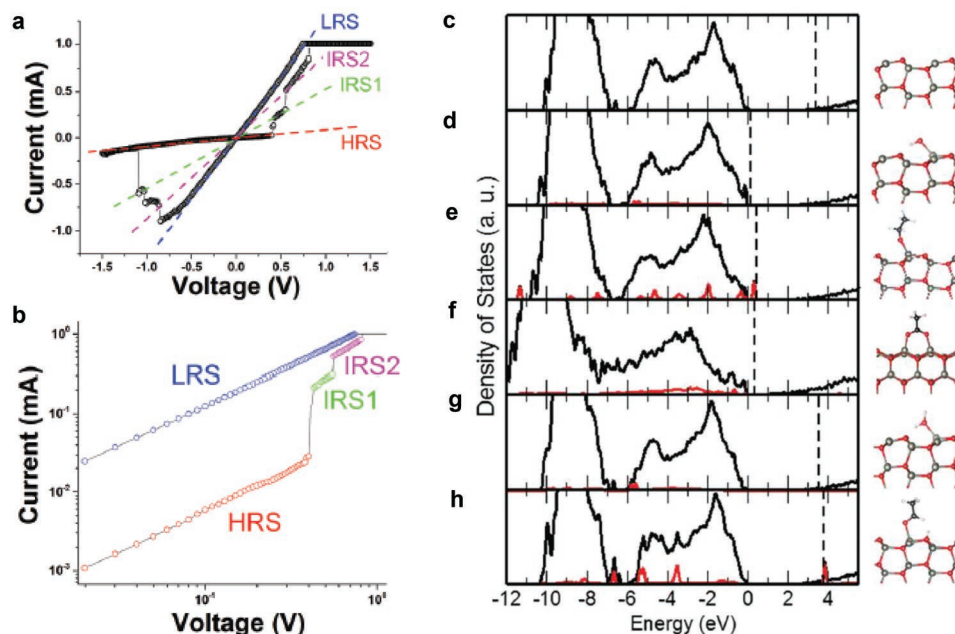 a
LRS
IRS2
IRS1
HRS
1.0
0.5
0.0
-0.5
-1.0
Current (mA)
-1.5 -1.0 -0.5 0.0 0.5 1.0 1.5
Voltage (V)
b
LRS
IRS2
IRS1
HRS
10⁰
10⁻¹
10⁻²
10⁻³
Current (mA)
10⁻¹ 10⁰
Voltage (V)
c
d
e
f
g
h
Density of States (a. u.)
-12 -10 -8 -6 -4 -2 0 2 4
Energy (eV)